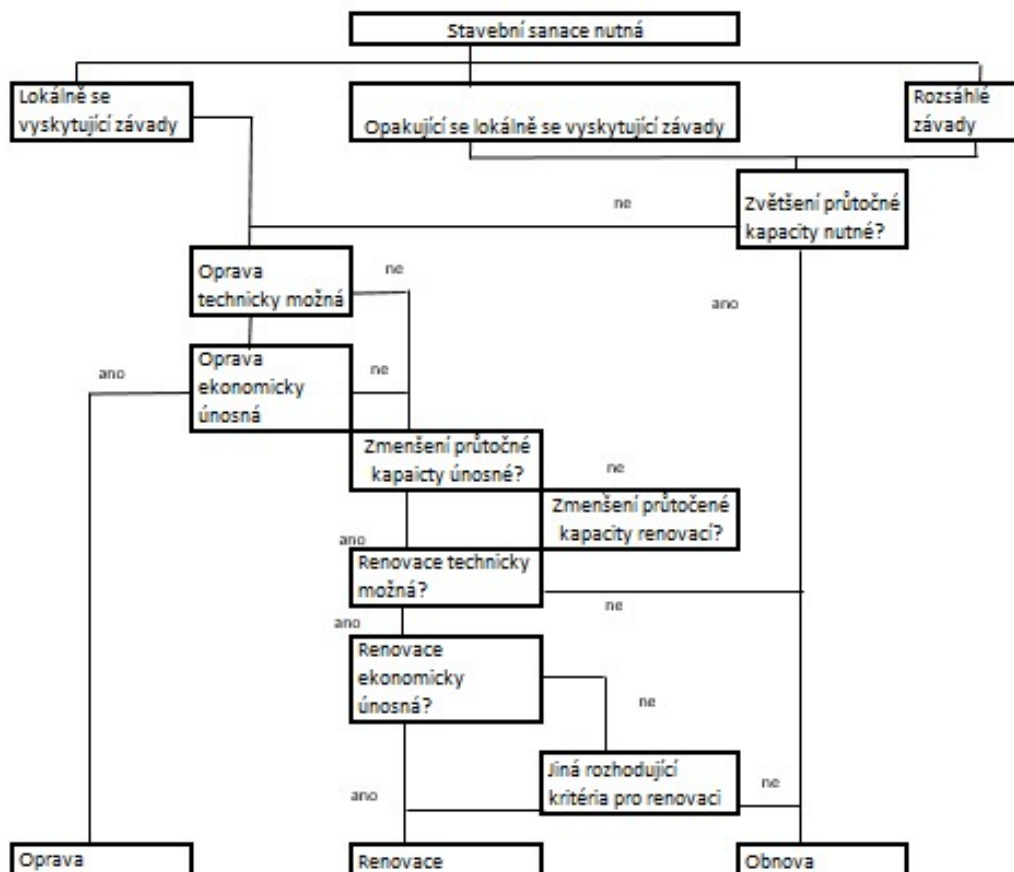 Stavební sanace nutná
Lokálně se
vyskytující závady
Opakující se lokálně se vyskytující závady
Rozsáhlé
závady
ne
Zvětšení průtočné
kapacity nutné?
Oprava
technicky možná
ne
ano
ano
Oprava
ekonomicky
únosná
ne
Zmenšení průtočné
kapaicty únosné?
ne
Zmenšení průtočené
kapacity renovací?
ano
Renovace technicky
možná?
ne
ano
Renovace
ekonomicky
únosná?
ne
Jiná rozhodující
kritéria pro renovaci
ne
ano
Oprava
Renovace
Obnova